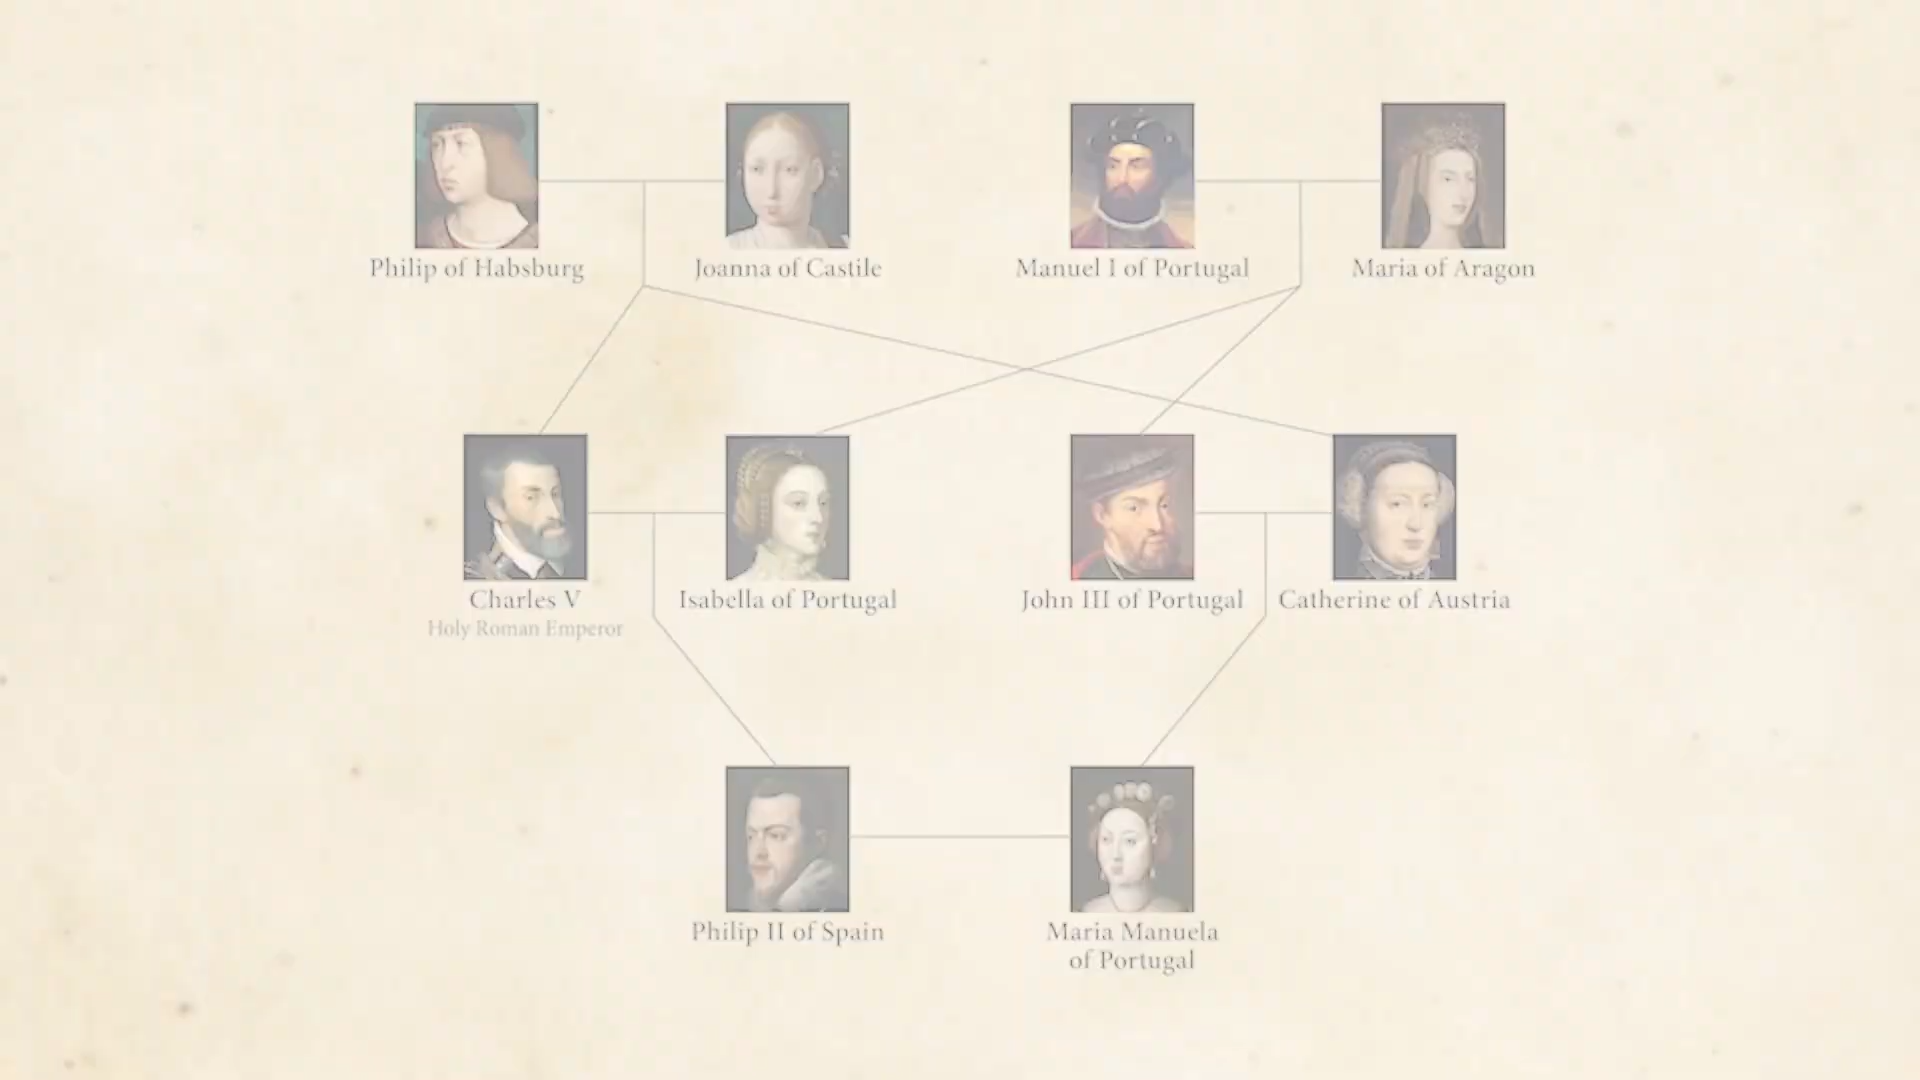 Philip of Habsburg
Joanna of Castile
Manuel I of Portugal
Maria of Aragon
Charles V
Holy Roman Emperor
Isabella of Portugal
John III of Portugal
Catherine of Austria
Philip II of Spain
Maria Manuela
of Portugal